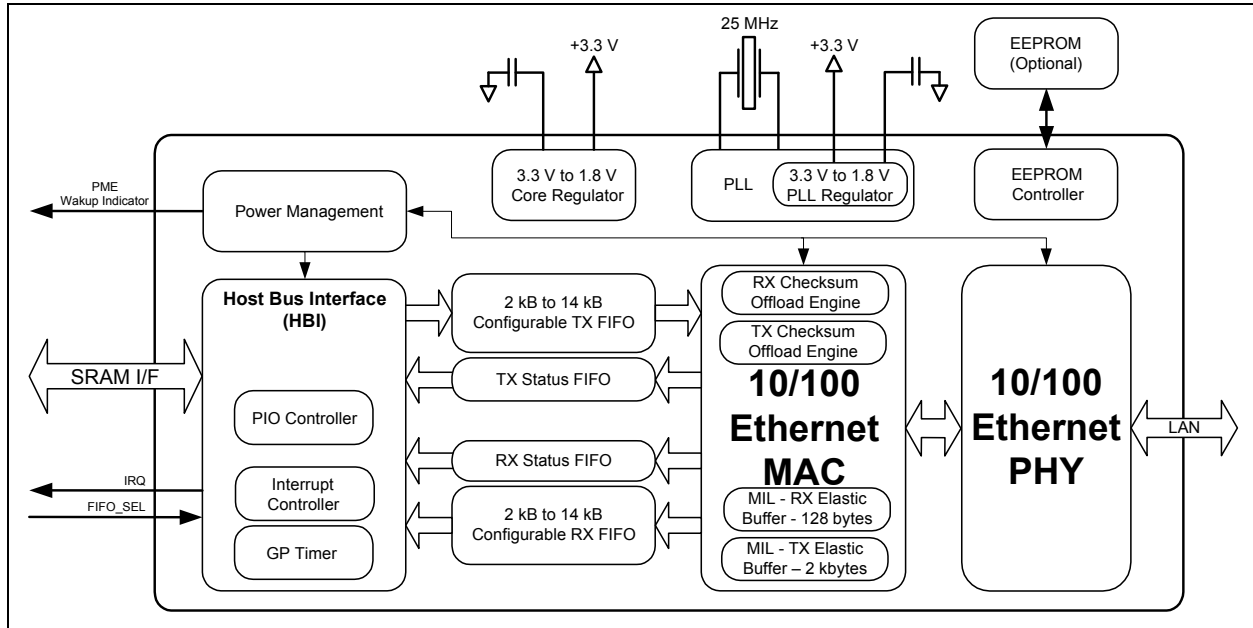 25 MHz
+3.3 V
+3.3 V
EEPROM
(Optional)
3.3 V to 1.8 V
Core Regulator
PLL
3.3 V to 1.8 V
PLL Regulator
EEPROM
Controller
PME
Wakup Indicator
Power Management
Host Bus Interface
(HBI)
2 kB to 14 kB
Configurable TX FIFO
RX Checksum
Offload Engine
TX Checksum
Offload Engine
SRAM I/F
TX Status FIFO
10/100
Ethernet
MAC
10/100
Ethernet
PHY
LAN
PIO Controller
RX Status FIFO
IRQ
FIFO_SEL
Interrupt
Controller
2 kB to 14 kB
Configurable RX FIFO
MIL - RX Elastic
Buffer - 128 bytes
GP Timer
MIL - TX Elastic
Buffer – 2 kbytes